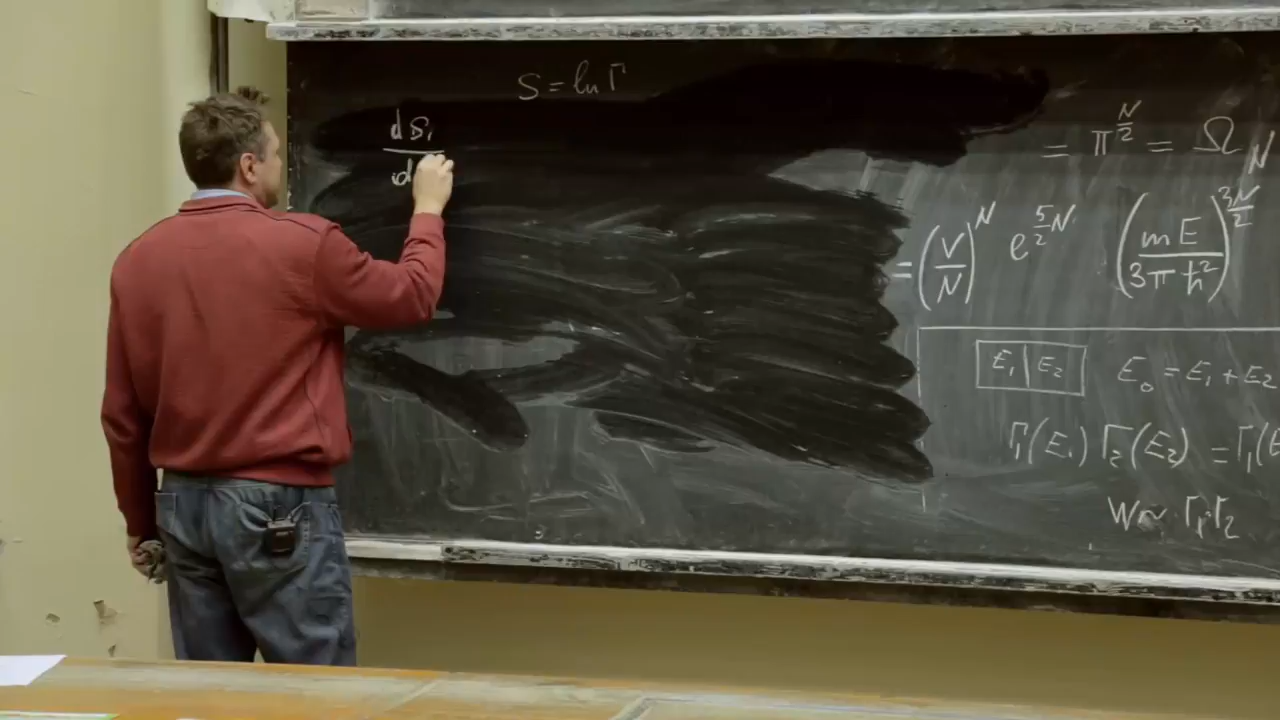 S = ln Γ
dS₁
d
= π^(N/2) = Ω N
= (V/N)^N e^(5/2 N) (mE/3πħ²)^(3N/2)
E₁ | E₂ E₀ = E₁ + E₂
Γ₁(E₁) Γ₂(E₂) = Γ₁(E
W ~ Γ₁Γ₂